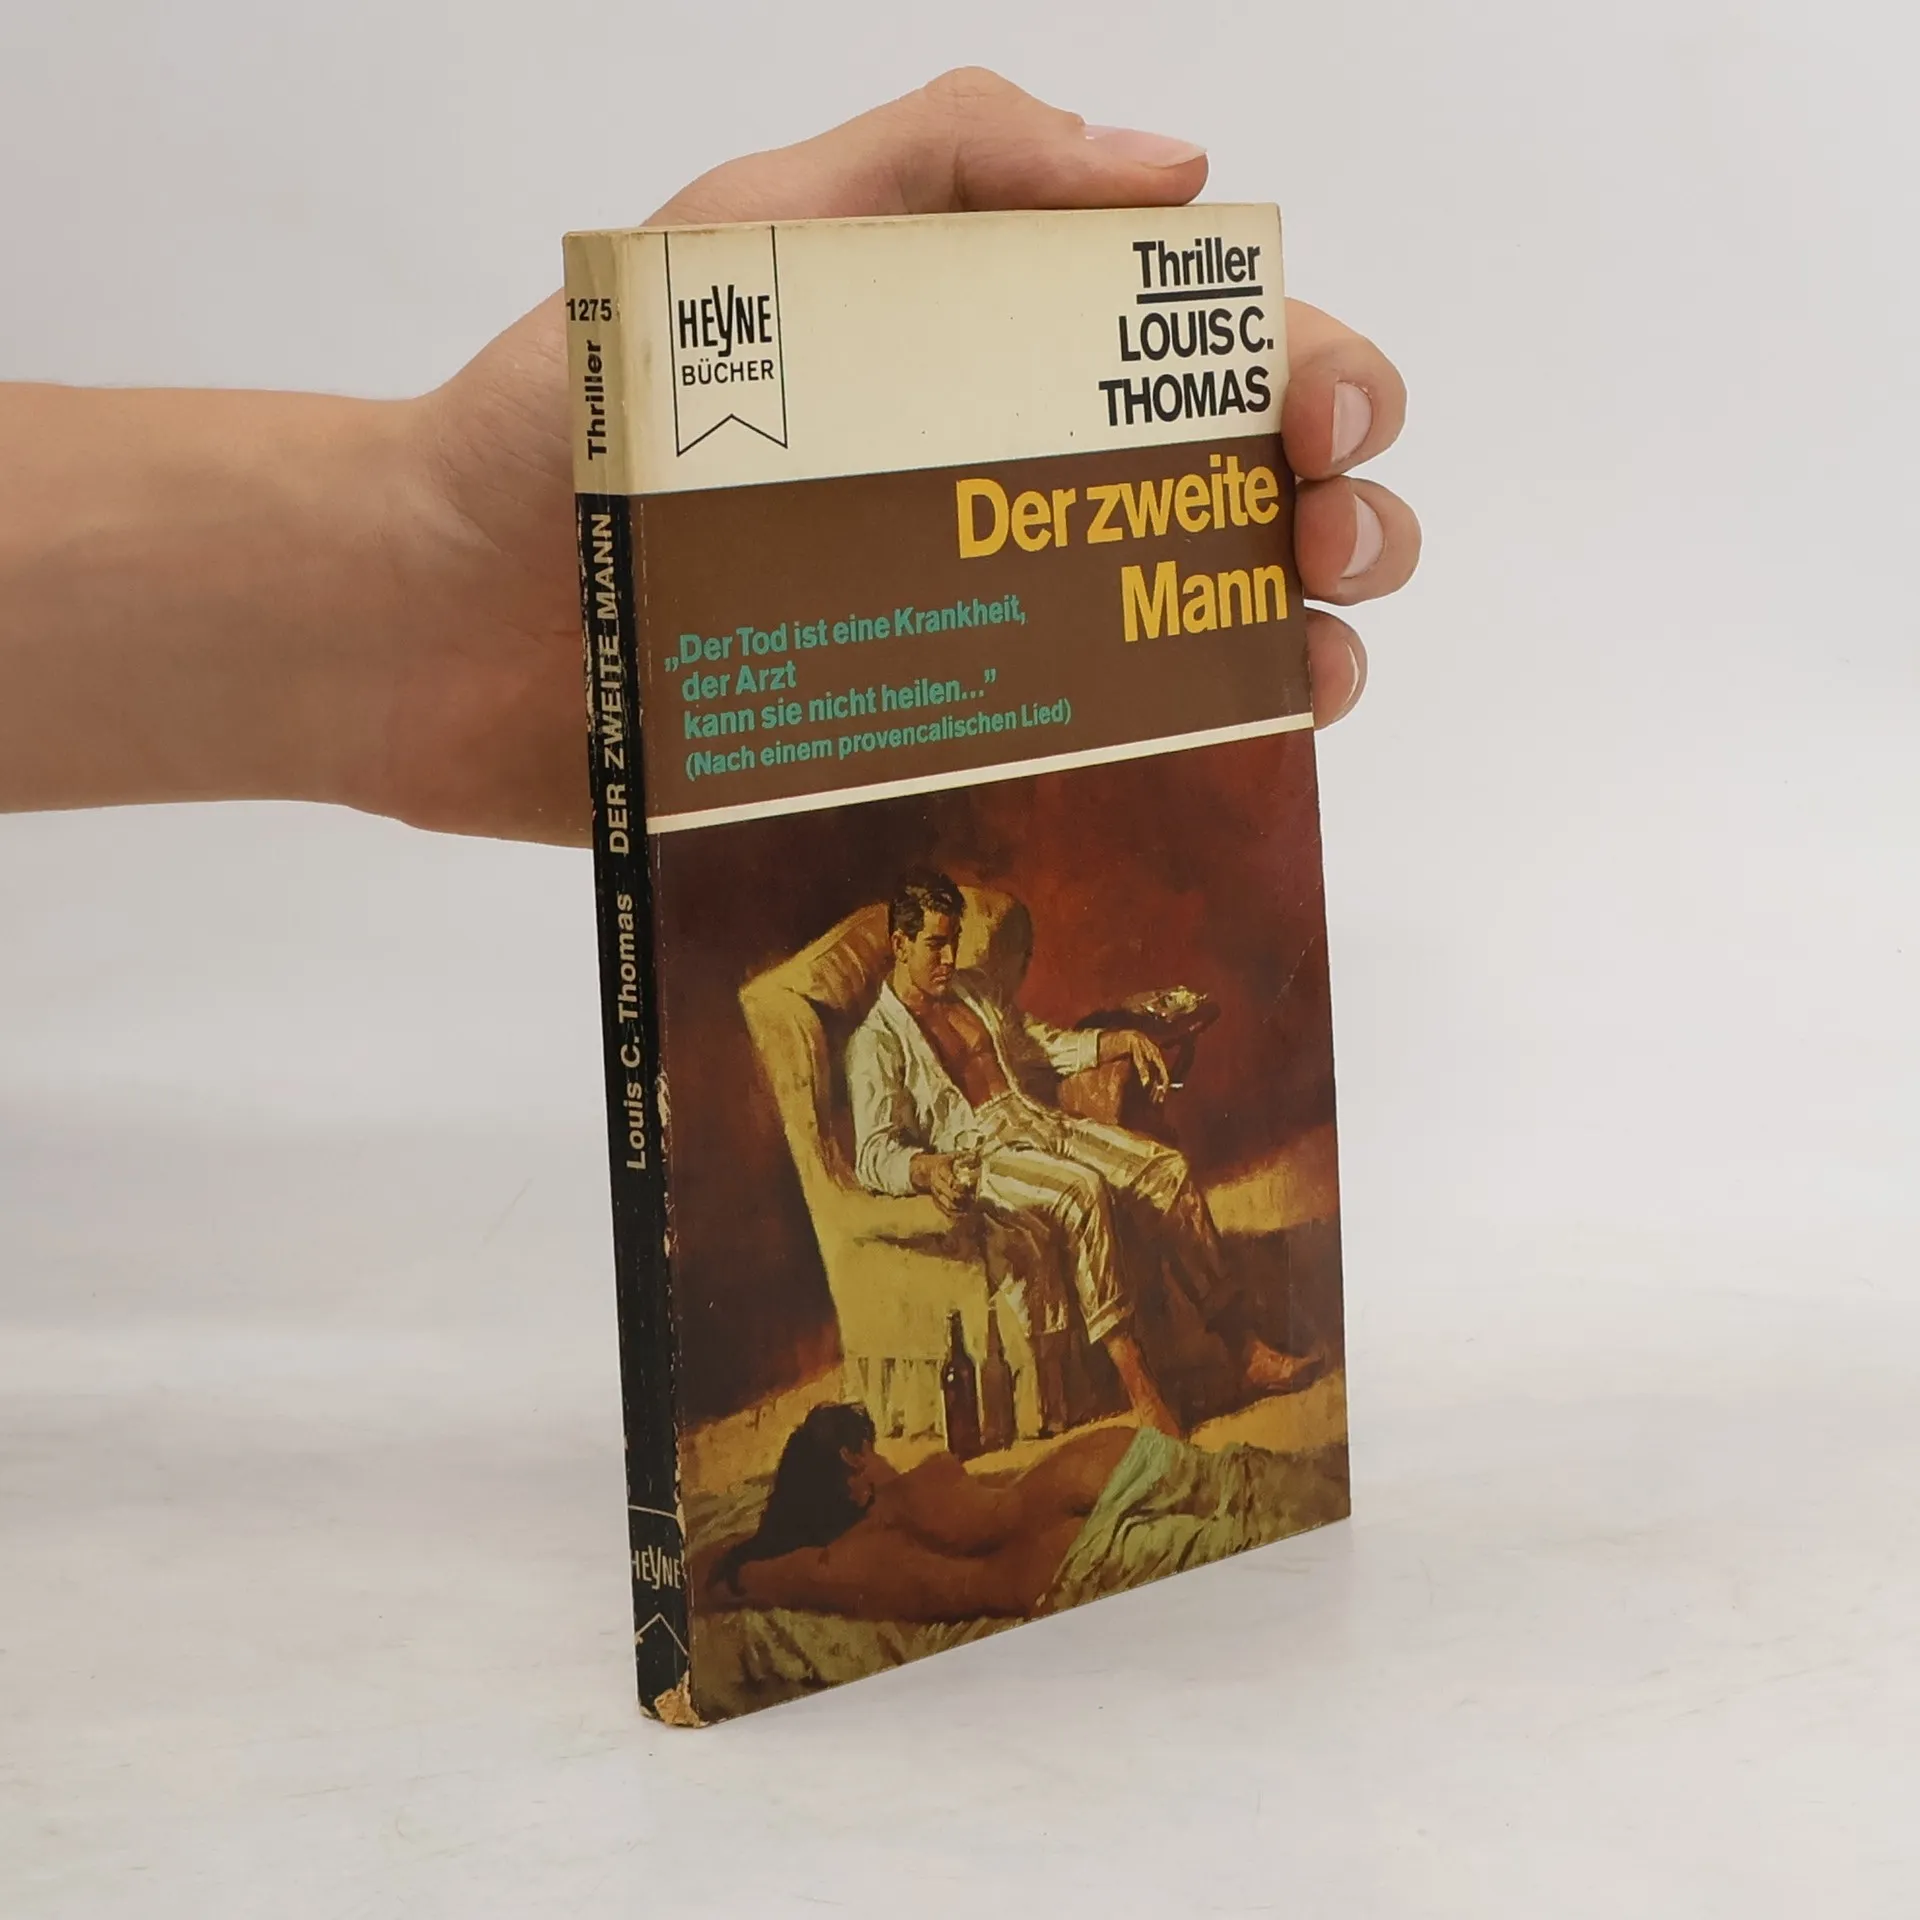 1275
Thriller
DER ZWEITE MANN
Louis C. Thomas
HEYNE
HEYNE
BÜCHER
Thriller
LOUIS C.
THOMAS
Der zweite
Mann
„Der Tod ist eine Krankheit,
der Arzt
kann sie nicht heilen..."
(Nach einem provencalischen Lied)